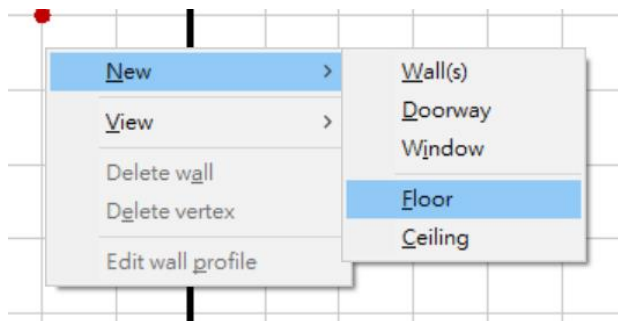 New
View
Delete wall
Delete vertex
Edit wall profile
Wall(s)
Doorway
Window
Floor
Ceiling